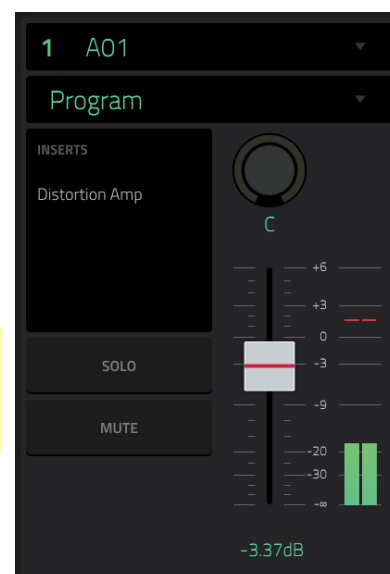 1 A01
Program
INSERTS
Distortion Amp
C
+6
+3
0
-3
SOLO
-9
MUTE
-20
-30
-∞
-3.37dB